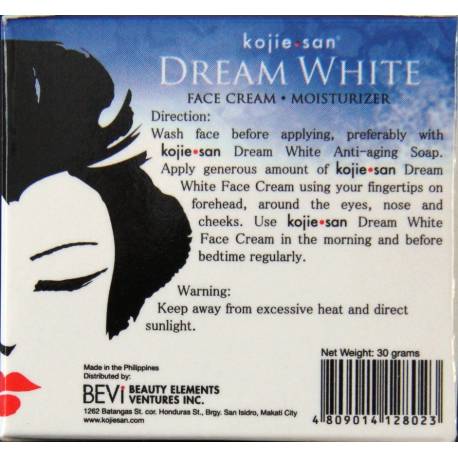 kojie•san®
DREAM WHITE
FACE CREAM • MOISTURIZER
Direction:
Wash face before applying, preferably with
kojie•san Dream White Anti-aging Soap.
Apply generous amount of kojie•san Dream
White Face Cream using your fingertips on
forehead, around the eyes, nose and
cheeks. Use kojie•san Dream White
Face Cream in the morning and before
bedtime regularly.
Warning:
Keep away from excessive heat and direct
sunlight.
Net Weight: 30 grams
Made in the Philippines
Distributed by:
BEVi BEAUTY ELEMENTS
VENTURES INC.
1262 Batangas St. cor. Honduras St., Brgy. San Isidro, Makati City
www.kojiesan.com
4 809014 128023